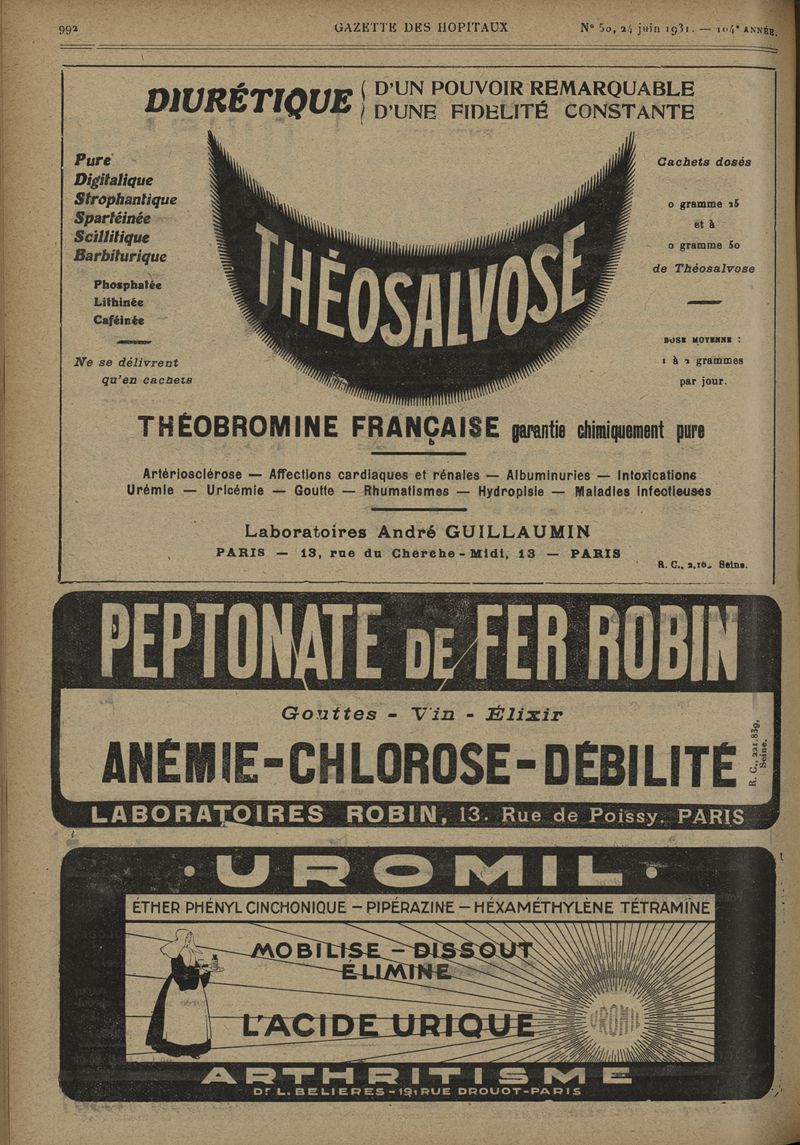 992
GAZETTE DES HOPITAUX
N° 50, 24 juin 1931. — 104e ANNÉE.
DIURÉTIQUE
D'UN POUVOIR REMARQUABLE
D'UNE FIDELITÉ CONSTANTE
Pure
Digitalique
Strophantique
Spartéinée
Scillitique
Barbiturique
Phosphatée
Lithinée
Caféinée
Ne se délivrent
qu'en cachets
THÉOSALVOSE
Cachets dosés
0 gramme 25
et à
0 gramme 50
de Théosalvose
DOSE MOYENNE :
1 à 2 grammes
par jour.
THÉOBROMINE FRANÇAISE garantie chimiquement pure
Artériosclérose — Affections cardiaques et rénales — Albuminuries — Intoxications
Urémie — Uricémie — Goutte — Rhumatismes — Hydropisie — Maladies infectieuses
Laboratoires André GUILLAUMIN
PARIS — 13, rue du Cherche-Midi, 13 — PARIS
R. C., Seine.
PEPTONATE DE FER ROBIN
Gouttes - Vin - Élixir
ANÉMIE-CHLOROSE-DÉBILITÉ
R. C., 221.839,
Seine.
LABORATOIRES ROBIN, 13. Rue de Poissy. PARIS
· UROMIL ·
ÉTHER PHÉNYL CINCHONIQUE – PIPÉRAZINE – HÉXAMÉTHYLÈNE TÉTRAMINE
MOBILISE – DISSOUT
ÉLIMINE
L'ACIDE URIQUE
UROMIL
ARTHRITISME
Dr L. BELIERES-19, RUE DROUOT-PARIS